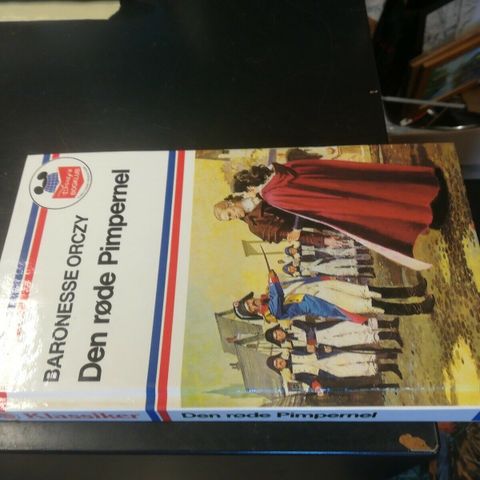 BARONESSE ORCZY
Den røde Pimpernel
Klassiker
Den røde Pimpernel